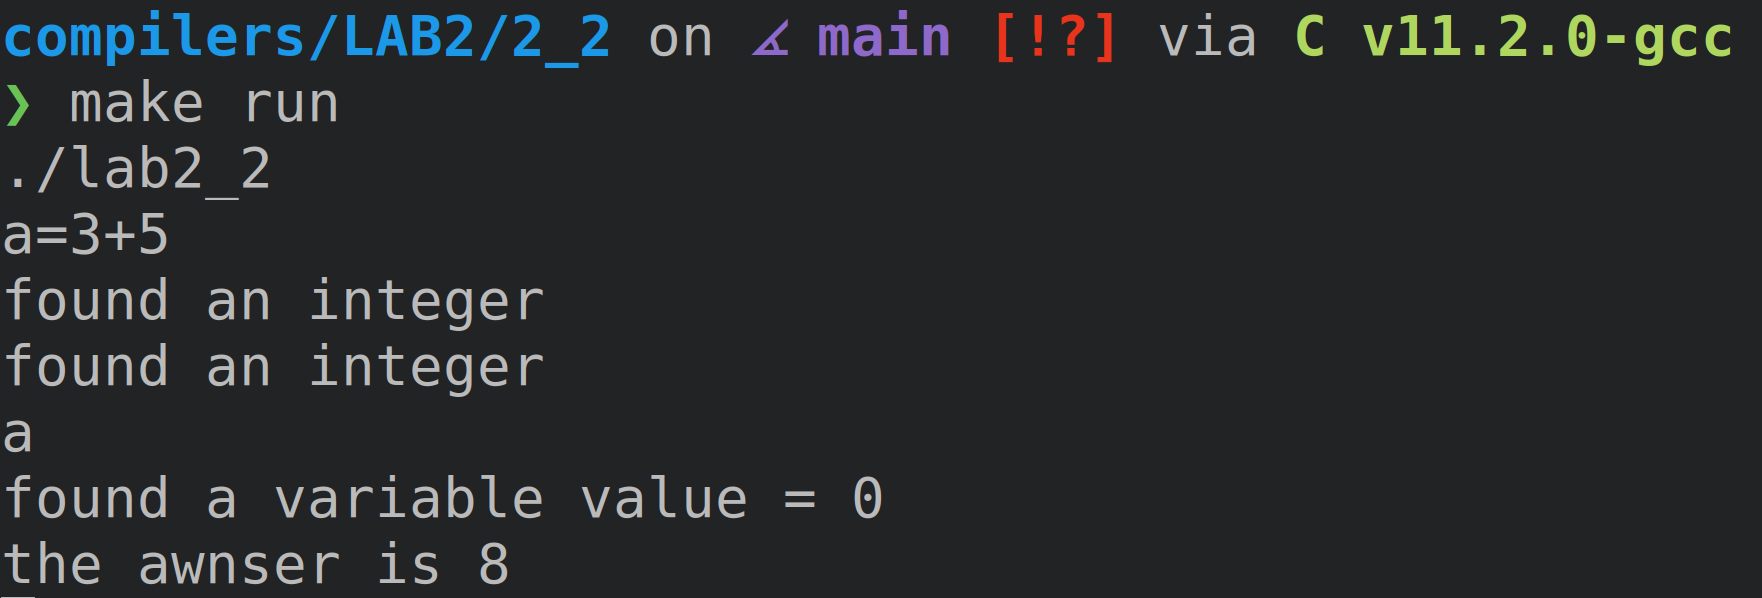 compilers/LAB2/2_2 on main [!?] via C v11.2.0-gcc
❯ make run
./lab2_2
a=3+5
found an integer
found an integer
a
found a variable value = 0
the awnser is 8